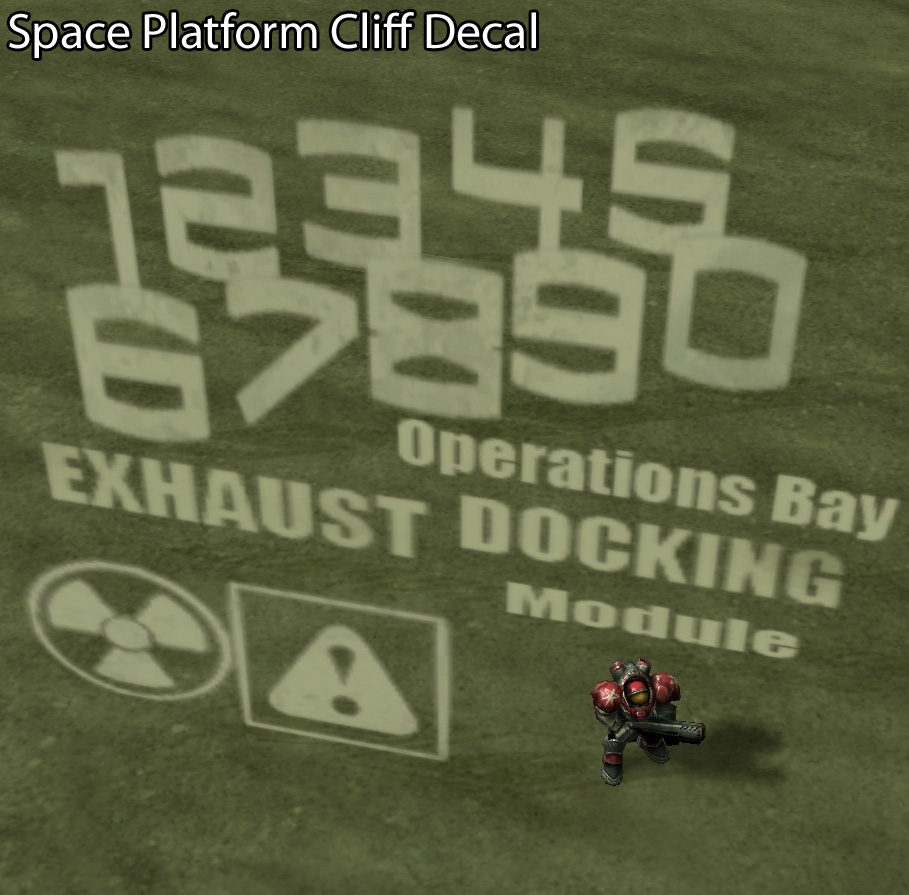 Space Platform Cliff Decal
12345
67890
Operations Bay
EXHAUST DOCKING
Module